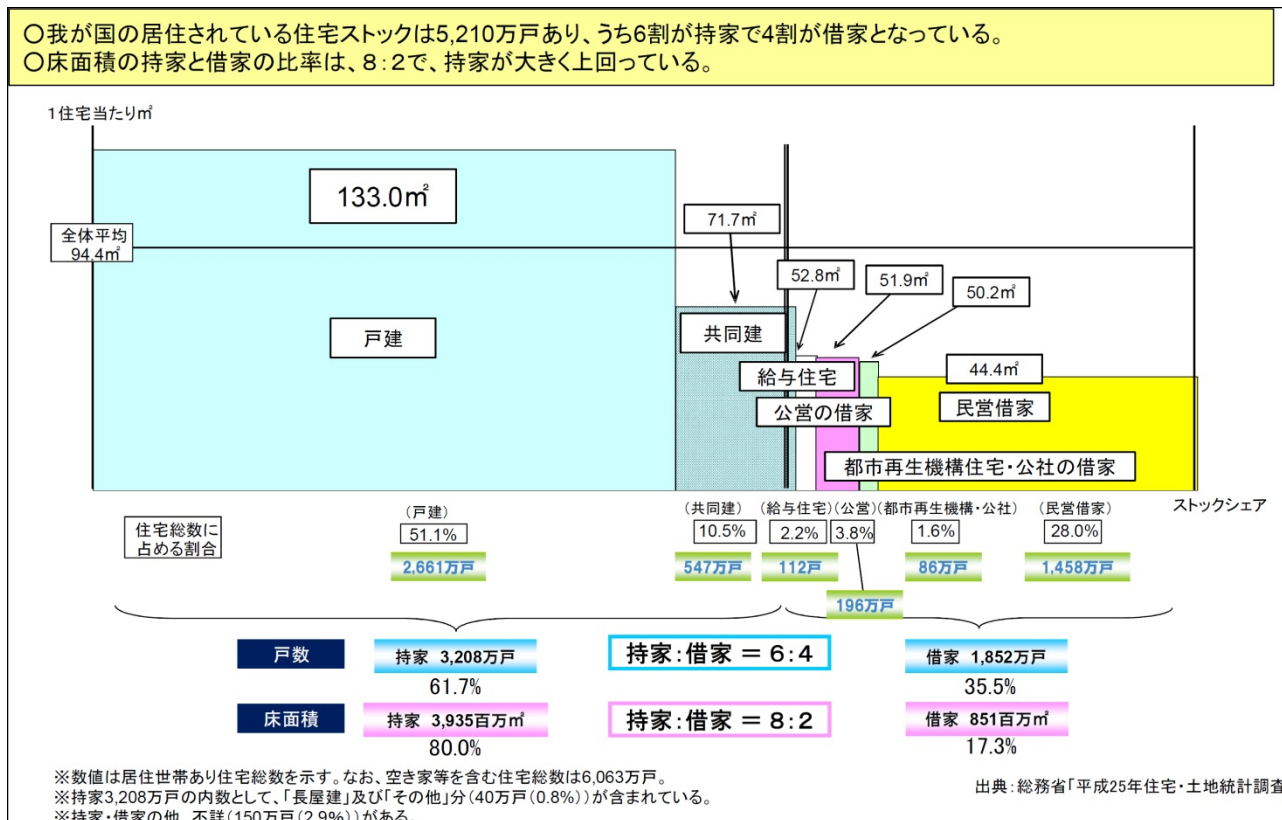 ○我が国の居住されている住宅ストックは5,210万戸あり、うち6割が持家で4割が借家となっている。
○床面積の持家と借家の比率は、8:2で、持家が大きく上回っている。
1住宅当たり㎡
133.0㎡
71.7㎡
全体平均
94.4㎡
52.8㎡
51.9㎡
50.2㎡
戸建
共同建
給与住宅
44.4㎡
公営の借家
民営借家
都市再生機構住宅・公社の借家
ストックシェア
住宅総数に
占める割合
(戸建)
(共同建)
(給与住宅)
(公営)
(都市再生機構・公社)
(民営借家)
51.1%
10.5%
2.2%
3.8%
1.6%
28.0%
2,661万戸
547万戸
112戸
86万戸
1,458万戸
196万戸
戸数
持家 3,208万戸
持家:借家 = 6:4
借家 1,852万戸
61.7%
35.5%
床面積
持家 3,935百万㎡
持家:借家 = 8:2
借家 851百万㎡
80.0%
17.3%
※数値は居住世帯あり住宅総数を示す。なお、空き家等を含む住宅総数は6,063万戸。
※持家3,208万戸の内数として、「長屋建」及び「その他」分(40万戸(0.8%))が含まれている。
※持家・借家の他、不詳(150万戸(2.9%))がある。
出典:総務省「平成25年住宅・土地統計調査